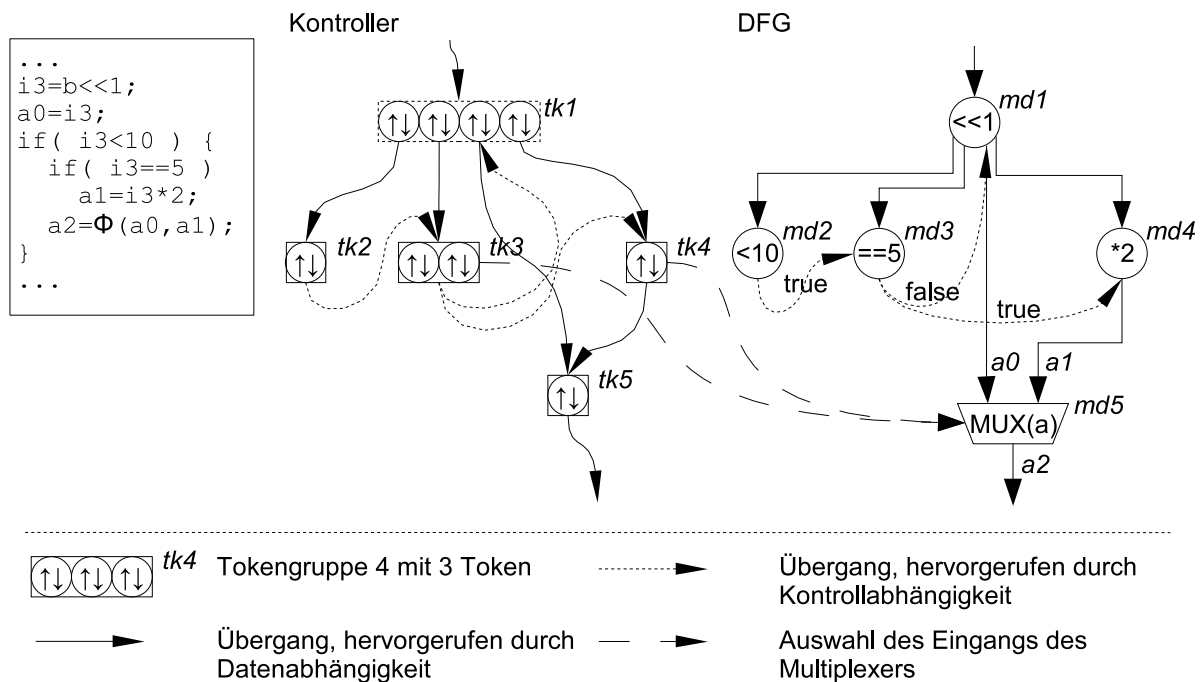 Kontroller
DFG
...
i3=b<<1;
a0=i3;
if( i3<10 ) {
if( i3==5 )
a1=i3*2;
a2=Φ(a0,a1);
}
...
↑↓ ↑↓ ↑↓ ↑↓
tk1
<<1
md1
↑↓
tk2
↑↓ ↑↓
tk3
↑↓
tk4
<10
md2
==5
md3
*2
md4
true
false
true
↑↓
tk5
a0
a1
MUX(a)
md5
a2
↑↓ ↑↓ ↑↓
tk4
Tokengruppe 4 mit 3 Token
Übergang, hervorgerufen durch
Kontrollabhängigkeit
Übergang, hervorgerufen durch
Datenabhängigkeit
Auswahl des Eingangs des
Multiplexers